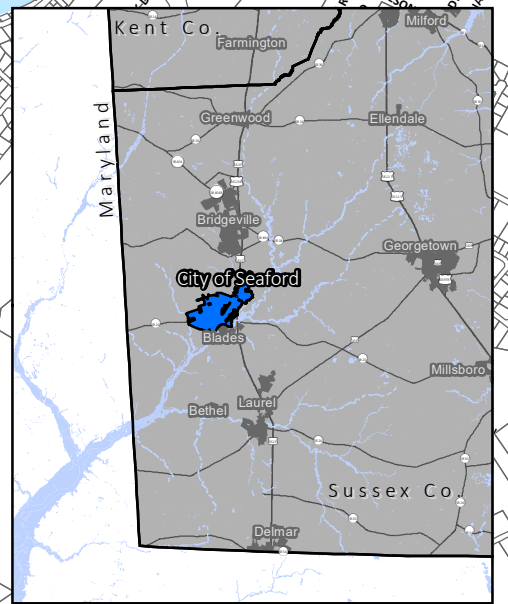 Kent Co.
Milford
Farmington
Maryland
Greenwood
Ellendale
Bridgeville
Georgetown
City of Seaford
Blades
Millsboro
Laurel
Bethel
Sussex Co.
Delmar